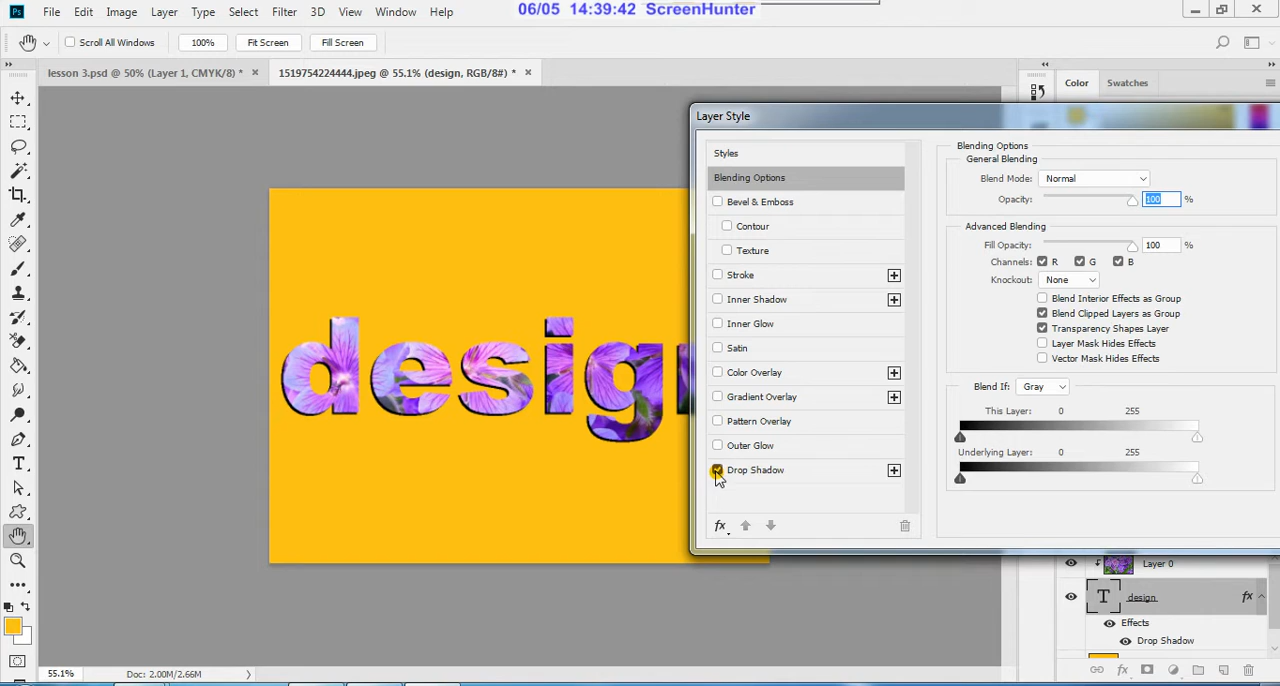 06/05 14:39:42 ScreenHunter
Ps File Edit Image Layer Type Select Filter 3D View Window Help
Scroll All Windows 100% Fit Screen Fill Screen
lesson 3.psd @ 50% (Layer 1, CMYK/8) * 1519754224444.jpeg @ 55.1% (design, RGB/8#) *
Color Swatches
Layer Style
Styles
Blending Options
Bevel & Emboss
Contour
Texture
Stroke
Inner Shadow
Inner Glow
Satin
Color Overlay
Gradient Overlay
Pattern Overlay
Outer Glow
Drop Shadow
fx
Blending Options
General Blending
Blend Mode: Normal
Opacity: 100 %
Advanced Blending
Fill Opacity: 100 %
Channels: R G B
Knockout: None
Blend Interior Effects as Group
Blend Clipped Layers as Group
Transparency Shapes Layer
Layer Mask Hides Effects
Vector Mask Hides Effects
Blend If: Gray
This Layer: 0 255
Underlying Layer: 0 255
desig
Layer 0
T design fx
Effects
Drop Shadow
fx
55.1% Doc: 2.00M/2.66M